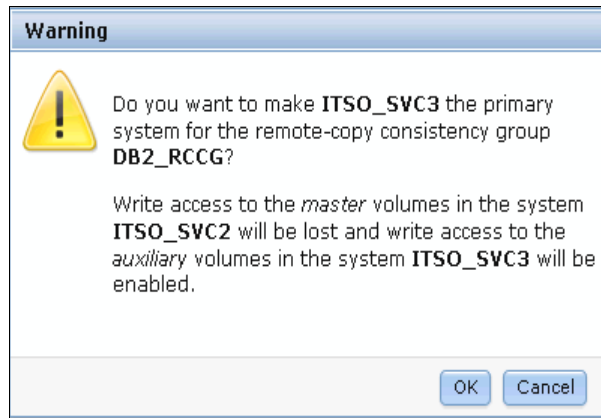 Warning
Do you want to make ITSO_SVC3 the primary
system for the remote-copy consistency group
DB2_RCCG?
Write access to the master volumes in the system
ITSO_SVC2 will be lost and write access to the
auxiliary volumes in the system ITSO_SVC3 will be
enabled.
OK Cancel